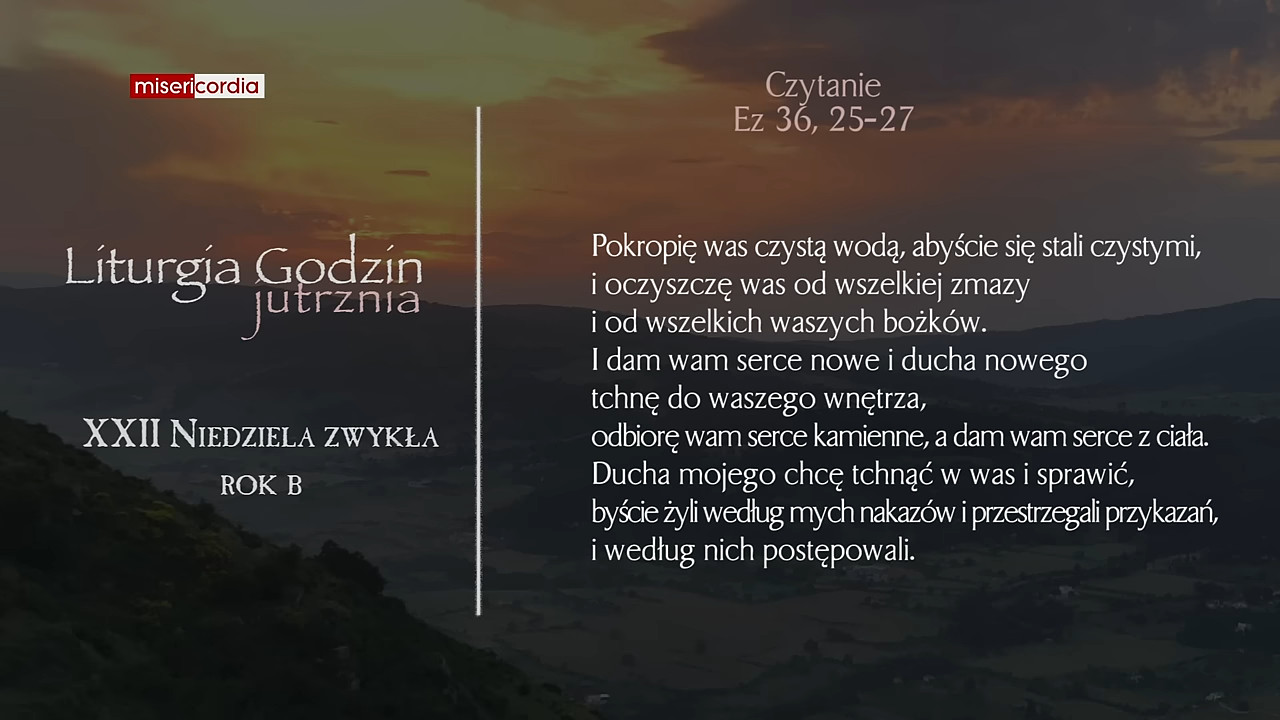 misericordia
Liturgia Godzin
jutrznia
XXII Niedziela zwykła
rok B
Czytanie
Ez 36, 25-27
Pokropię was czystą wodą, abyście się stali czystymi,
i oczyszczę was od wszelkiej zmazy
i od wszelkich waszych bożków.
I dam wam serce nowe i ducha nowego
tchnę do waszego wnętrza,
odbiorę wam serce kamienne, a dam wam serce z ciała.
Ducha mojego chcę tchnąć w was i sprawić,
byście żyli według mych nakazów i przestrzegali przykazań,
i według nich postępowali.